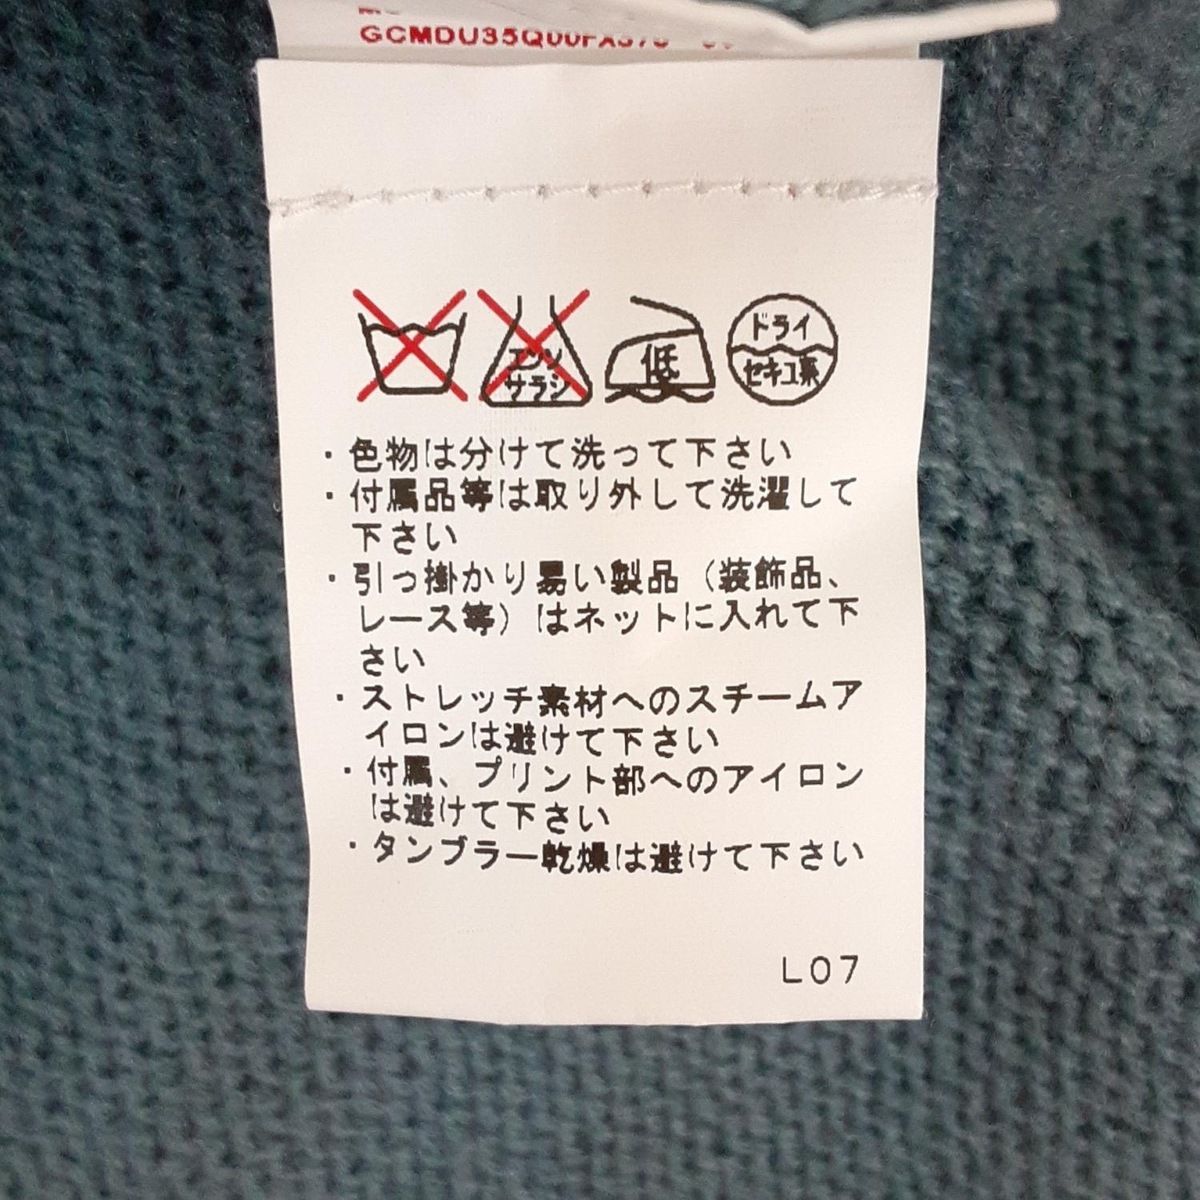 エンソ
サラシ
低
ドライ
セキユ系
・色物は分けて洗って下さい
・付属品等は取り外して洗濯して
下さい
・引っ掛かり易い製品（装飾品、
レース等）はネットに入れて下
さい
・ストレッチ素材へのスチームア
イロンは避けて下さい
・付属、プリント部へのアイロン
は避けて下さい
・タンブラー乾燥は避けて下さい
L07